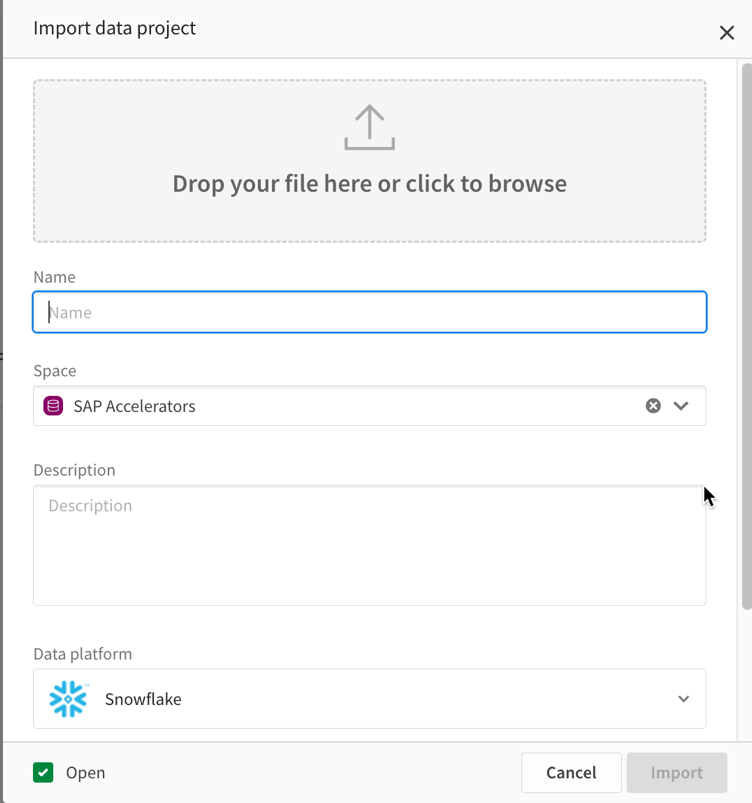 Import data project
Drop your file here or click to browse
Name
Name
Space
SAP Accelerators
Description
Description
Data platform
Snowflake
Open
Cancel
Import